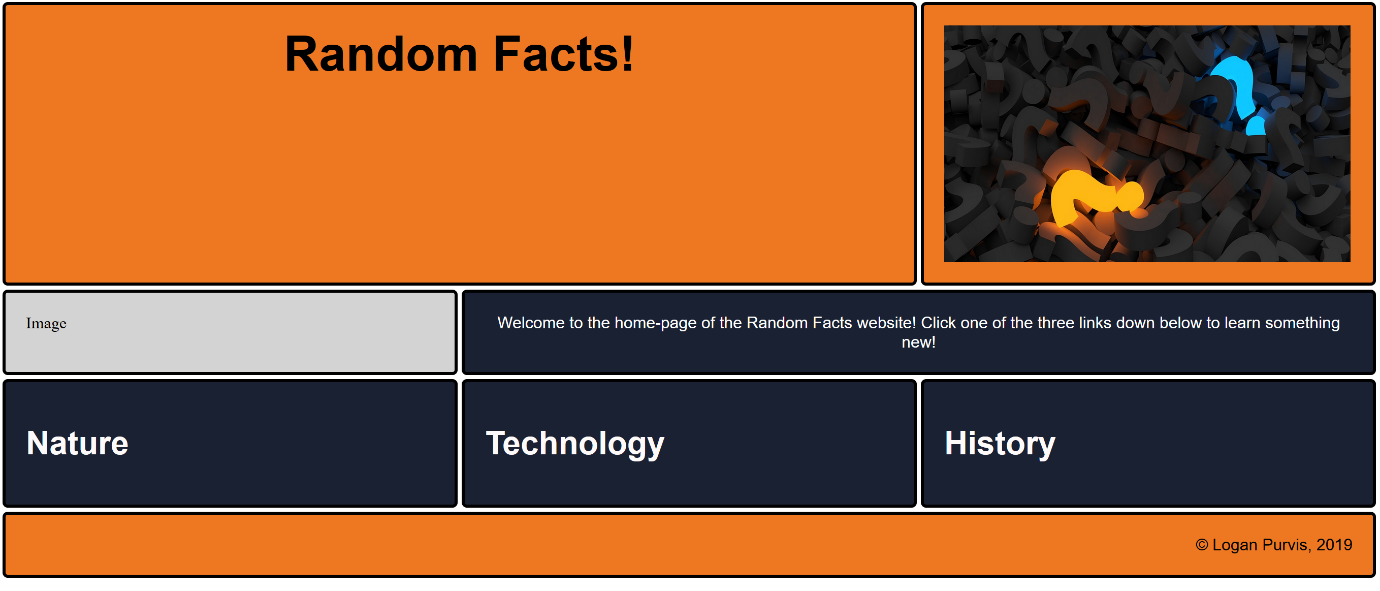 Random Facts!
Image
Welcome to the home-page of the Random Facts website! Click one of the three links down below to learn something
new!
Nature
Technology
History
© Logan Purvis, 2019